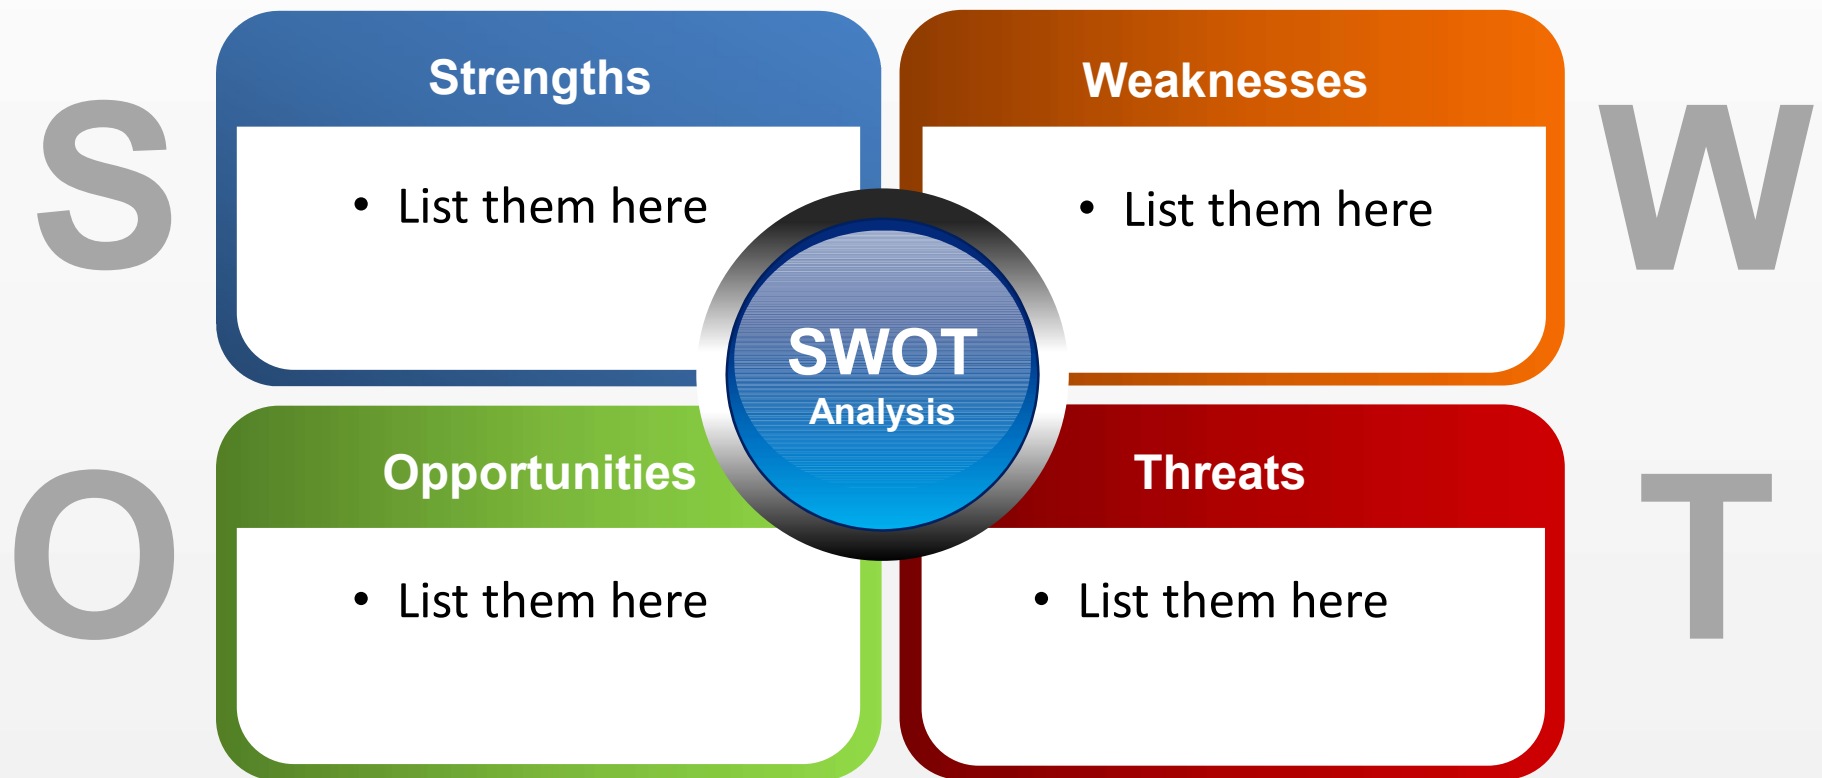 S
Strengths
• List them here
Weaknesses
• List them here
W
SWOT
Analysis
O
Opportunities
• List them here
Threats
• List them here
T